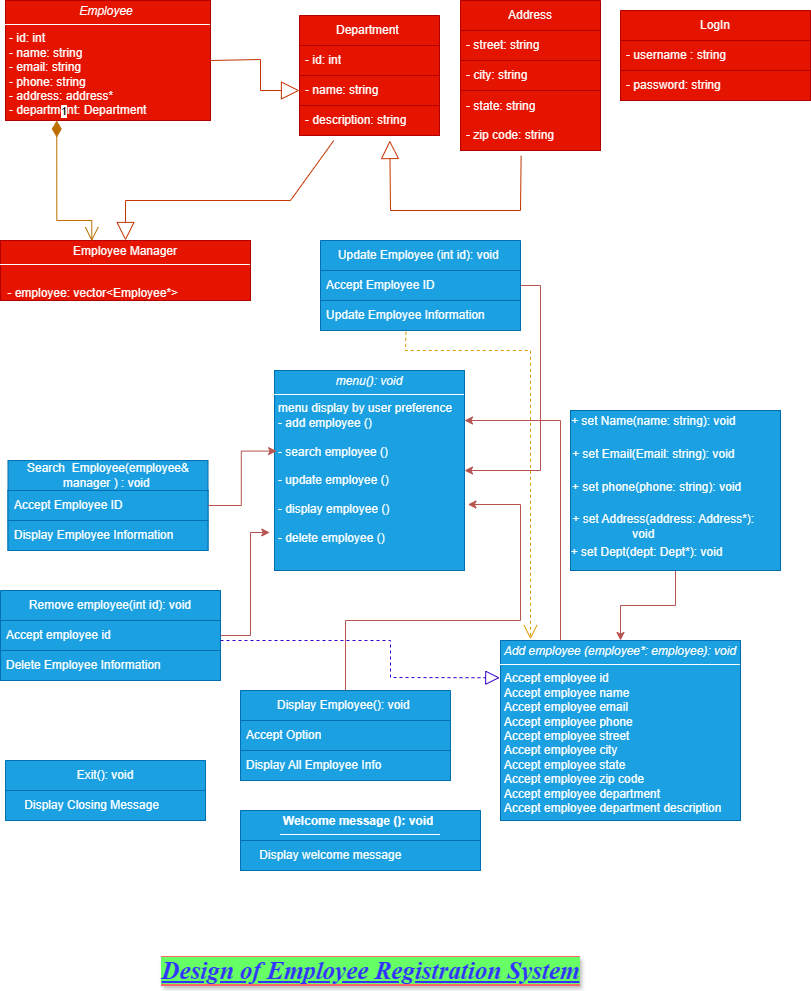 Employee
- id: int
- name: string
- email: string
- phone: string
- address: address*
- department: Department
1
Department
- id: int
- name: string
- description: string
Address
- street: string
- city: string
- state: string
- zip code: string
LogIn
- username : string
- password: string
Employee Manager
- employee: vector<Employee*>
Update Employee (int id): void
Accept Employee ID
Update Employee Information
menu(): void
menu display by user preference
- add employee ()
- search employee ()
- update employee ()
- display employee ()
- delete employee ()
+ set Name(name: string): void
+ set Email(Email: string): void
+ set phone(phone: string): void
+ set Address(address: Address*):
void
+ set Dept(dept: Dept*): void
Search Employee(employee&
manager ) : void
Accept Employee ID
Display Employee Information
Remove employee(int id): void
Accept employee id
Delete Employee Information
Add employee (employee*: employee): void
Accept employee id
Accept employee name
Accept employee email
Accept employee phone
Accept employee street
Accept employee city
Accept employee state
Accept employee zip code
Accept employee department
Accept employee department description
Display Employee(): void
Accept Option
Display All Employee Info
Exit(): void
Display Closing Message
Welcome message (): void
Display welcome message
Design of Employee Registration System